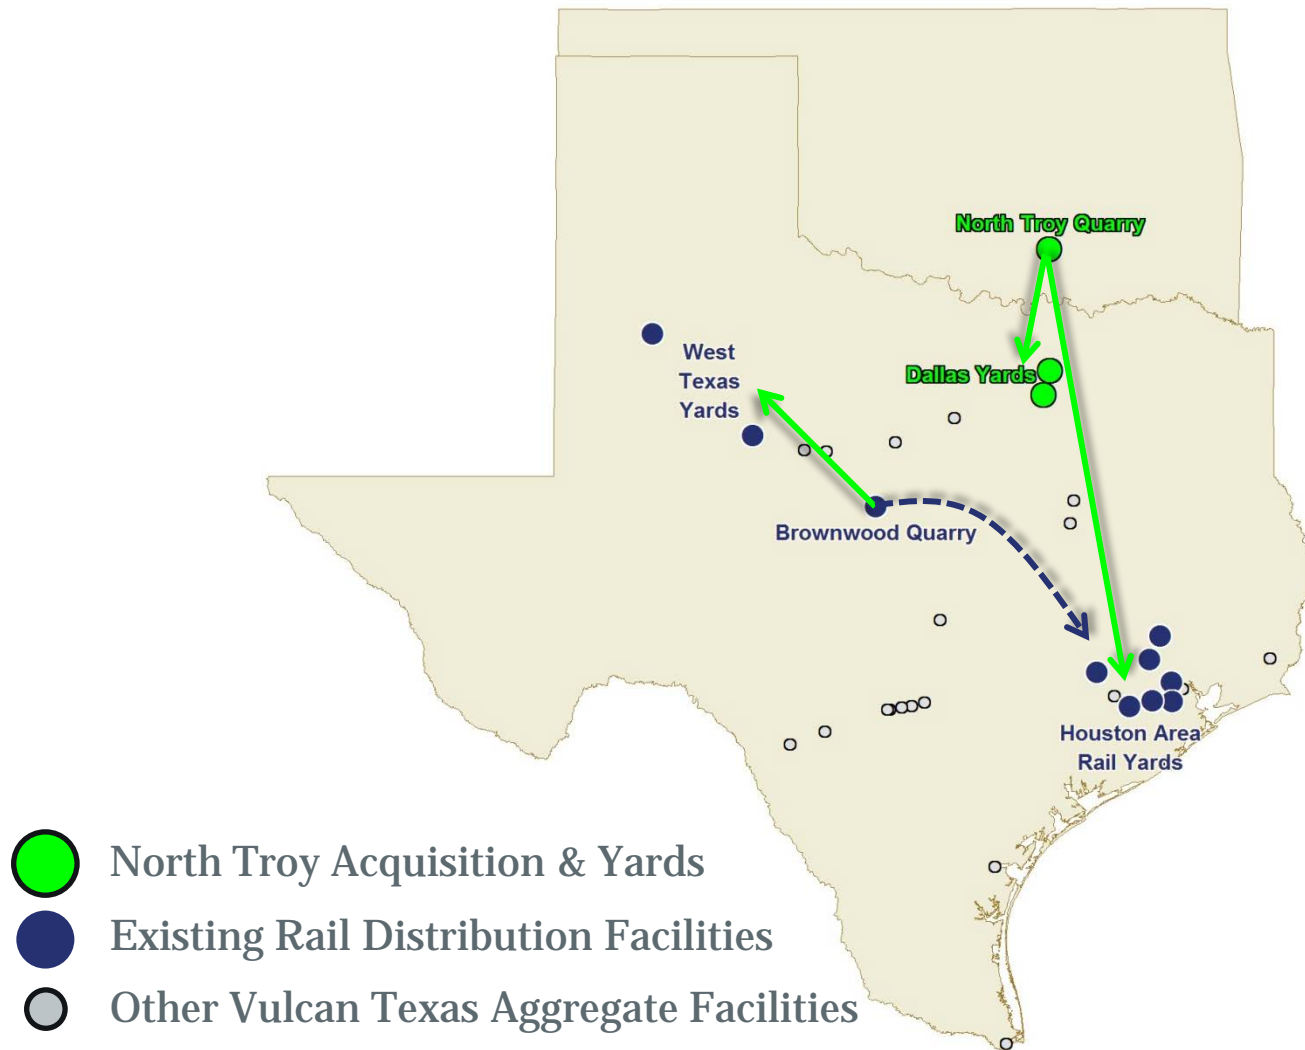 North Troy Quarry
Dallas Yards
West
Texas
Yards
Brownwood Quarry
Houston Area
Rail Yards
North Troy Acquisition & Yards
Existing Rail Distribution Facilities
Other Vulcan Texas Aggregate Facilities